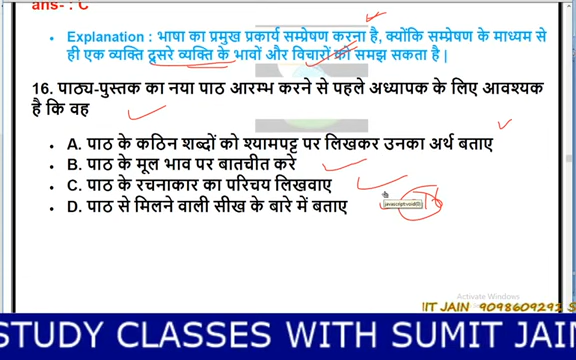 ans- : C
Explanation : भाषा का प्रमुख प्रकार्य सम्प्रेषण करना है, क्योंकि सम्प्रेषण के माध्यम से
ही एक व्यक्ति दूसरे व्यक्ति के भावों और विचारों को समझ सकता है |
16. पाठ्य-पुस्तक का नया पाठ आरम्भ करने से पहले अध्यापक के लिए आवश्यक
है कि वह
A. पाठ के कठिन शब्दों को श्यामपट्ट पर लिखकर उनका अर्थ बताए
B. पाठ के मूल भाव पर बातचीत करे
C. पाठ के रचनाकार का परिचय लिखवाए
D. पाठ से मिलने वाली सीख के बारे में बताए
javascript:void(0)
Activate Windows
MIT JAIN 9098609292 S
STUDY CLASSES WITH SUMIT JAIN